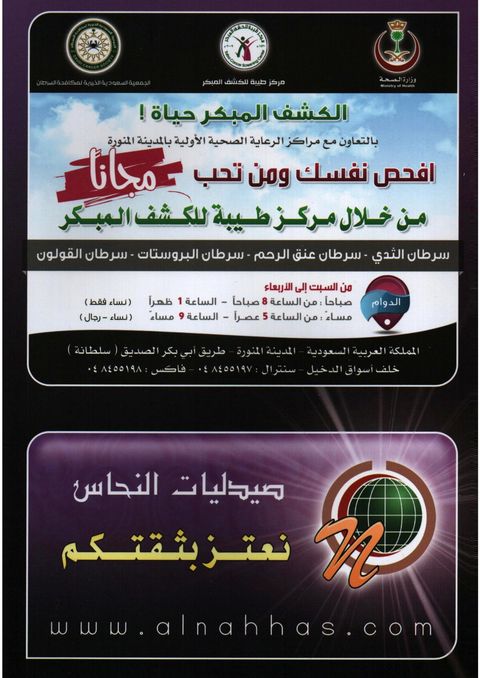 وزارة الصحة
Ministry of Health
مركز طيبة للكشف المبكر
الجمعية السعودية الخيرية لمكافحة السرطان
الكشف المبكر حياة !
بالتعاون مع مراكز الرعاية الصحية الأولية بالمدينة المنورة
افحص نفسك ومن تحب - مجاناً
من خلال مركز طيبة للكشف المبكر
سرطان الثدي - سرطان عنق الرحم - سرطان البروستات - سرطان القولون
الدوام
من السبت إلى الأربعاء
صباحاً : من الساعة 8 صباحاً - الساعة 1 ظهراً ( نساء فقط )
مساءً : من الساعة 5 عصراً - الساعة 9 مساءً ( نساء - رجال )
المملكة العربية السعودية - المدينة المنورة - طريق أبي بكر الصديق ( سلطانة )
خلف أسواق الدخيل - سنترال : ٠٤٨٤٥٥١٩٧ - فاكس : ٠٤٨٤٥٥١٩٨
صيدليات النحاس
نعتز بثقتكم
www.alnahhas.com